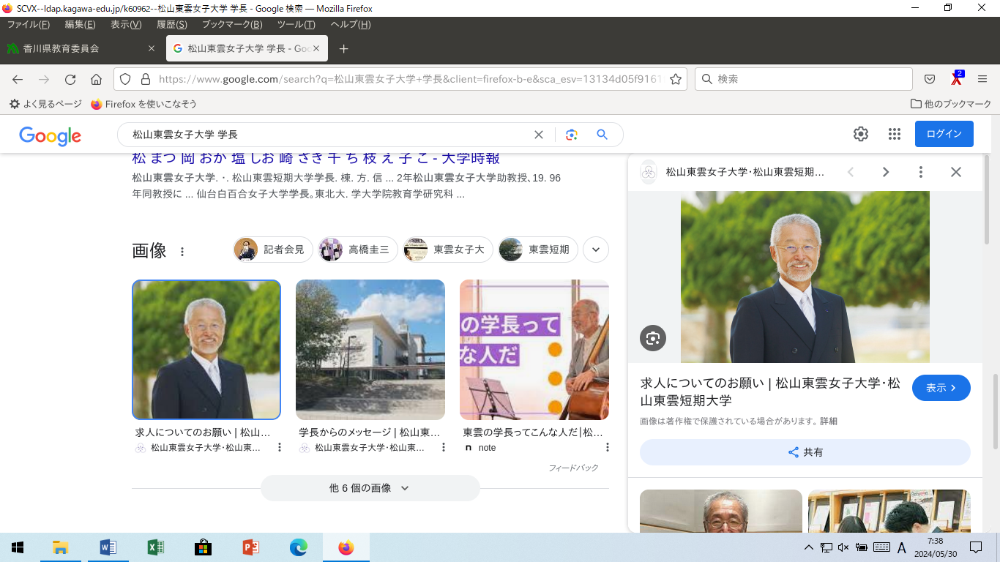 SCVX--ldap.kagawa-edu.jp/k60962--松山東雲女子大学 学長 - Google 検索 — Mozilla Firefox
ファイル(F) 編集(E) 表示(V) 履歴(S) ブックマーク(B) ツール(T) ヘルプ(H)
香川県教育委員会
松山東雲女子大学 学長 - Goo
https://www.google.com/search?q=松山東雲女子大学+学長&client=firefox-b-e&sca_esv=13134d05f9161
検索
2
よく見るページ
Firefox を使いこなそう
他のブックマーク
Google
松山東雲女子大学 学長
ログイン
松 まつ 岡 おか 塩 しお 崎 さき 千 ち 枝 え 子 こ - 大学時報
松山東雲女子大学. ·. 松山東雲短期大学学長. 棟. 方. 信 ... 2年松山東雲女子大学助教授、19. 96
年同教授に ... 仙台白百合女子大学学長。東北大. 学大学院教育学研究科 ...
画像
記者会見
高橋圭三
東雲女子大
東雲短期
の学長って
な人だ
求人についてのお願い | 松山...
松山東雲女子大学･松山東...
学長からのメッセージ | 松山東...
松山東雲女子大学･松山東...
東雲の学長ってこんな人だ｜松...
note
フィードバック
他 6 個の画像
松山東雲女子大学･松山東雲短期...
求人についてのお願い | 松山東雲女子大学･松
山東雲短期大学
表示
画像は著作権で保護されている場合があります。 詳細
共有
A
7:38
2024/05/30